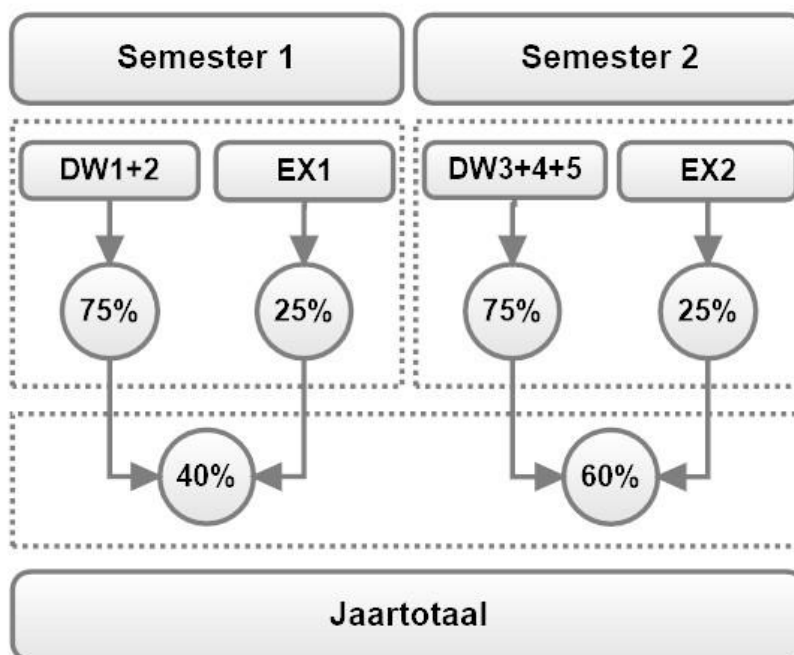 Semester 1
Semester 2
DW1+2
EX1
DW3+4+5
EX2
75%
25%
75%
25%
40%
60%
Jaartotaal